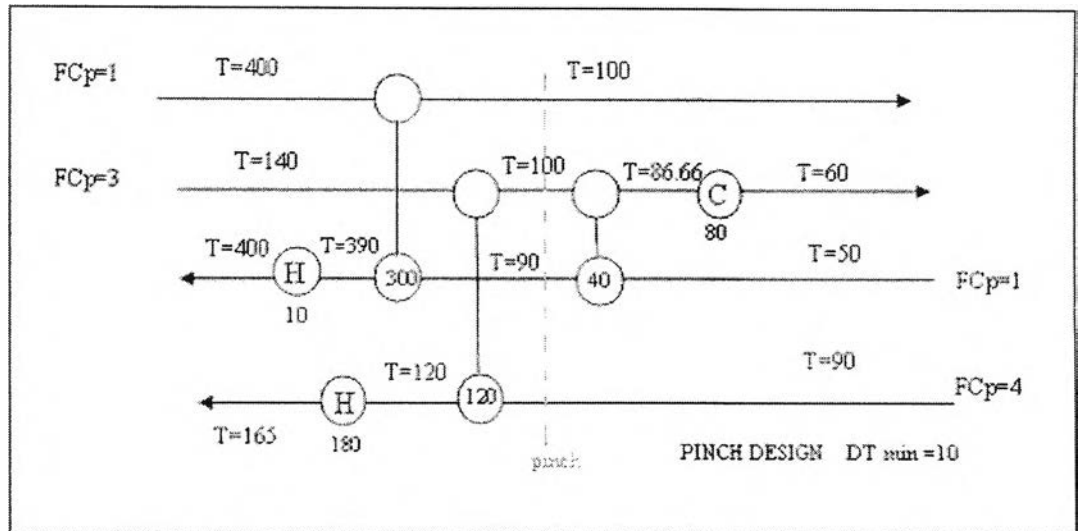 FCp=1 T=400 T=100
FCp=3 T=140 T=100 T=86.66 C T=60
80
T=400 H T=390 300 T=90 40 T=50 FCp=1
10
T=120 120 T=90 FCp=4
H
T=165 180 pinch PINCH DESIGN DT min =10